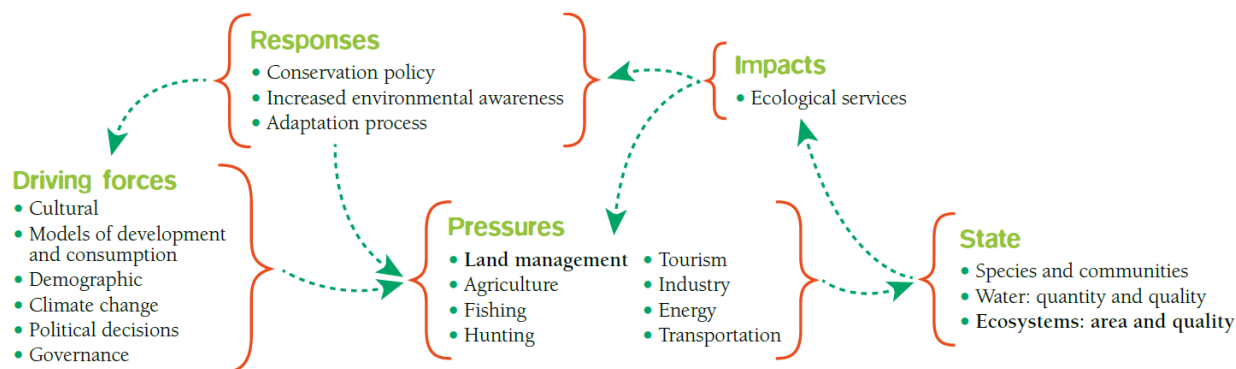 Responses
• Conservation policy
• Increased environmental awareness
• Adaptation process
Impacts
• Ecological services
Driving forces
• Cultural
• Models of development
and consumption
• Demographic
• Climate change
• Political decisions
• Governance
Pressures
• Land management
• Agriculture
• Fishing
• Hunting
• Tourism
• Industry
• Energy
• Transportation
State
• Species and communities
• Water: quantity and quality
• Ecosystems: area and quality